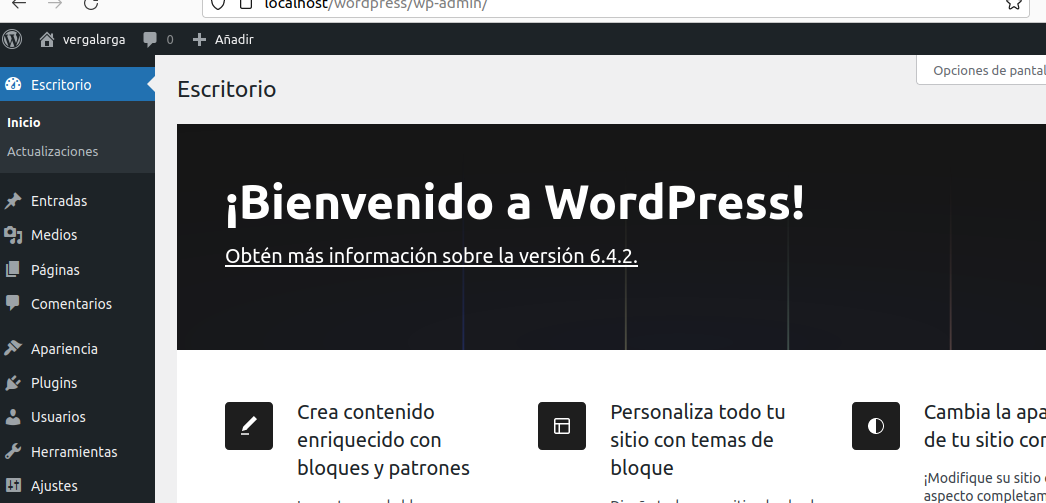 localhost/wordpress/wp-admin/
vergalarga 0 Añadir
Escritorio
Inicio
Actualizaciones
Entradas
Medios
Páginas
Comentarios
Apariencia
Plugins
Usuarios
Herramientas
Ajustes
Opciones de pantal
Escritorio
¡Bienvenido a WordPress!
Obtén más información sobre la versión 6.4.2.
Crea contenido
enriquecido con
bloques y patrones
Personaliza todo tu
sitio con temas de
bloque
Cambia la apa
de tu sitio con
¡Modifique su sitio
aspecto completam